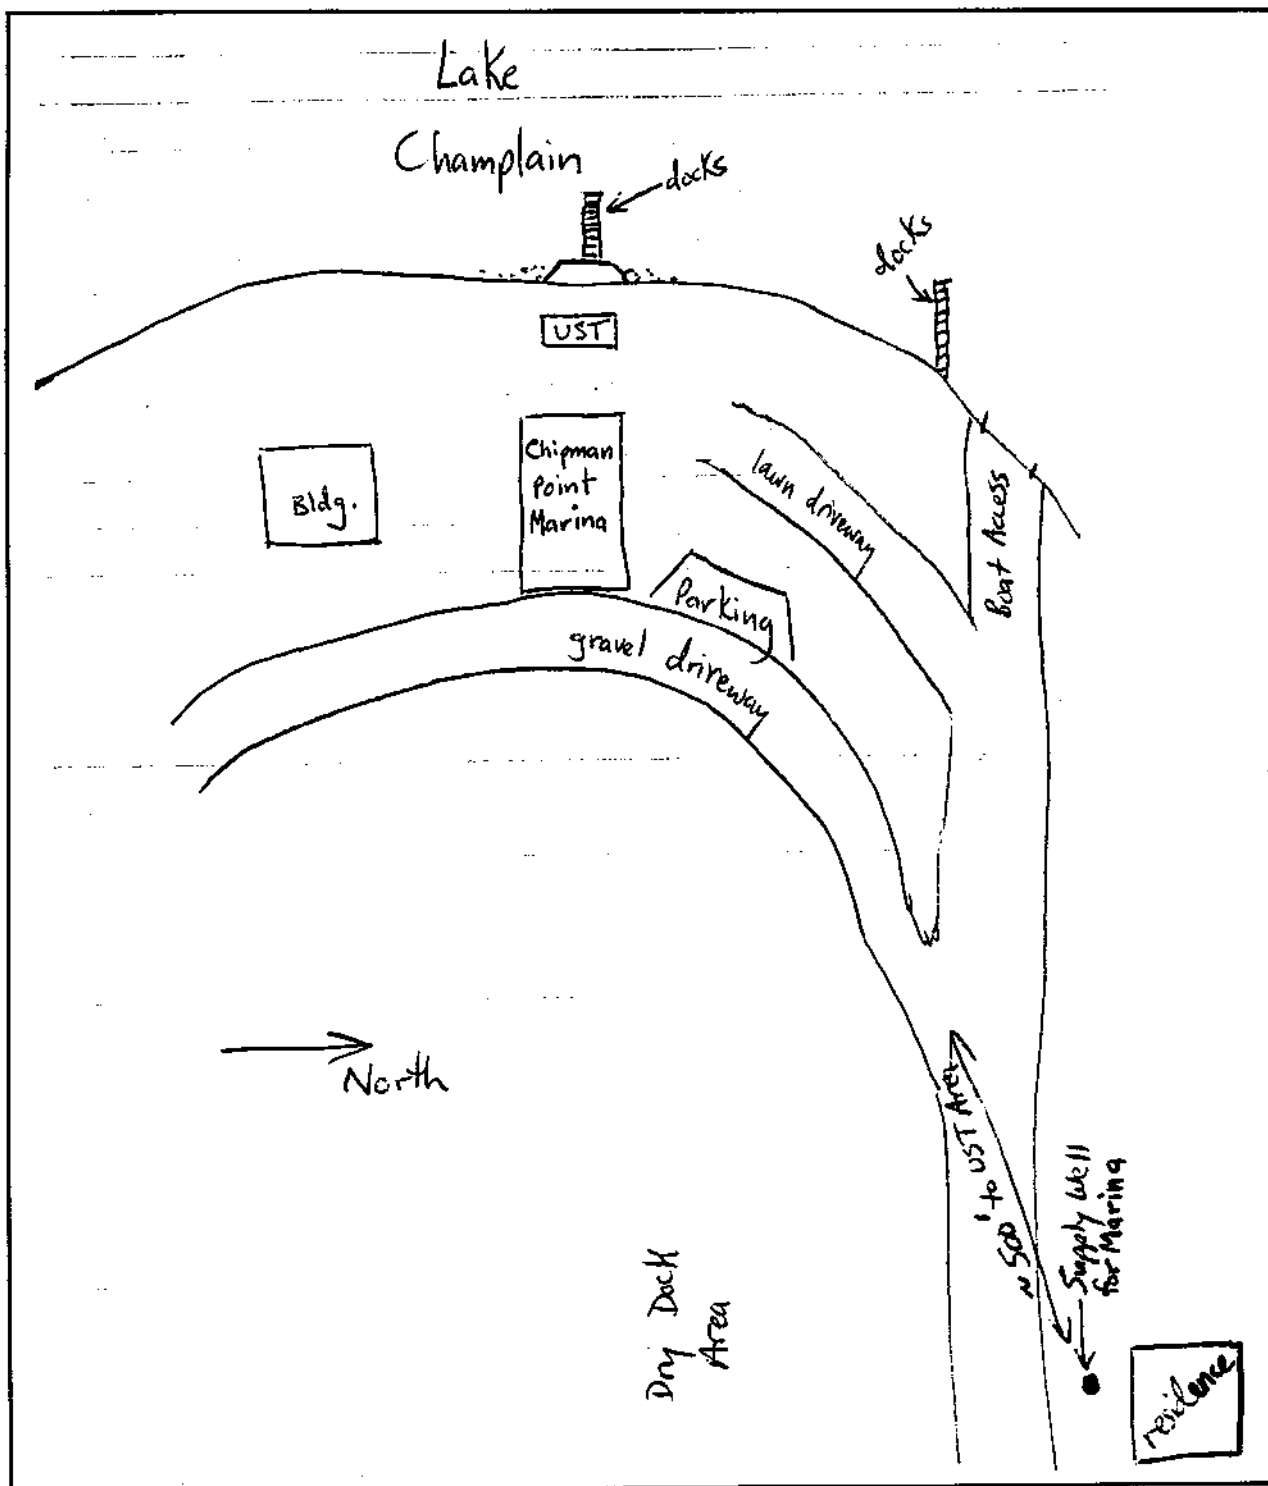 Lake
Champlain
docks
docks
UST
Chipman
Point
Marina
Bldg.
lawn driveway
Boat Access
Parking
gravel driveway
North
~ 500' to UST Area
Supply Well
for Marina
Dry Dock
Area
residence